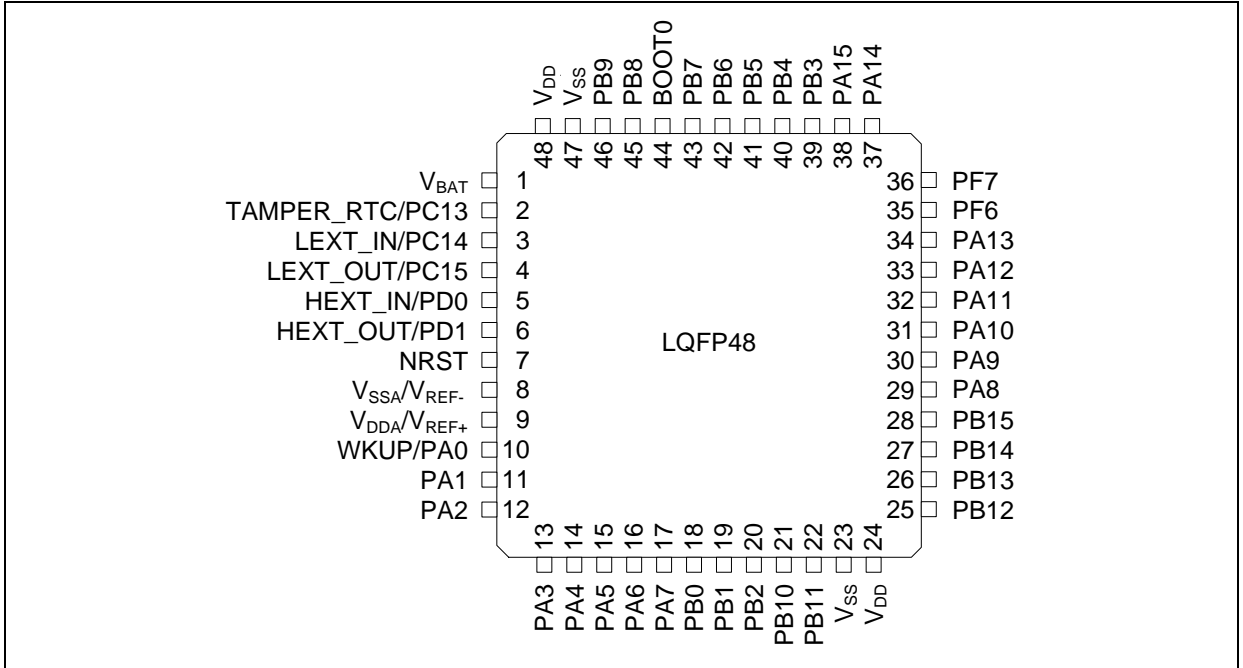 VDD
VSS
PB9
PB8
BOOT0
PB7
PB6
PB5
PB4
PB3
PA15
PA14
48
47
46
45
44
43
42
41
40
39
38
37
VBAT 1
TAMPER_RTC/PC13 2
LEXT_IN/PC14 3
LEXT_OUT/PC15 4
HEXT_IN/PD0 5
HEXT_OUT/PD1 6
NRST 7
VSSA/VREF- 8
VDDA/VREF+ 9
WKUP/PA0 10
PA1 11
PA2 12
LQFP48
36 PF7
35 PF6
34 PA13
33 PA12
32 PA11
31 PA10
30 PA9
29 PA8
28 PB15
27 PB14
26 PB13
25 PB12
13
14
15
16
17
18
19
20
21
22
23
24
PA3
PA4
PA5
PA6
PA7
PB0
PB1
PB2
PB10
PB11
VSS
VDD